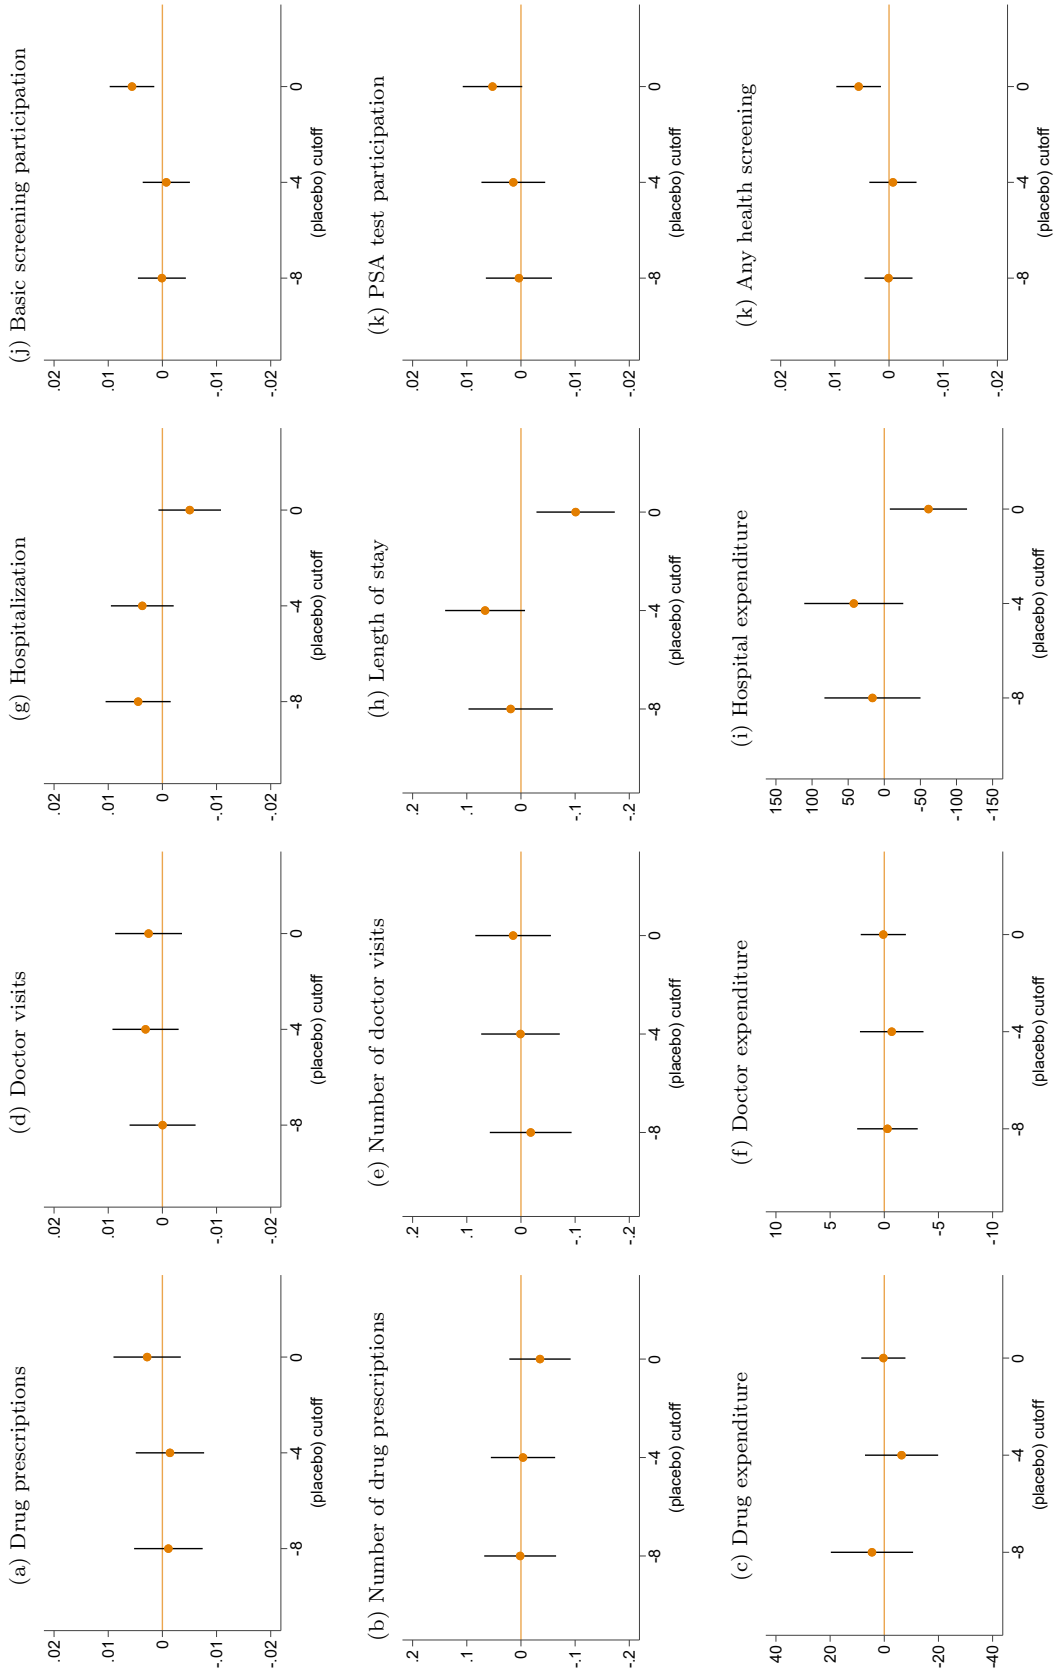 (a) Drug prescriptions
.02
.01
0
-.01
-.02
-8 -4 0
(placebo) cutoff
(d) Doctor visits
.02
.01
0
-.01
-.02
-8 -4 0
(placebo) cutoff
(g) Hospitalization
.02
.01
0
-.01
-.02
-8 -4 0
(placebo) cutoff
(j) Basic screening participation
.02
.01
0
-.01
-.02
-8 -4 0
(placebo) cutoff
(b) Number of drug prescriptions
.2
.1
0
-.1
-.2
-8 -4 0
(placebo) cutoff
(e) Number of doctor visits
.2
.1
0
-.1
-.2
-8 -4 0
(placebo) cutoff
(h) Length of stay
.2
.1
0
-.1
-.2
-8 -4 0
(placebo) cutoff
(k) PSA test participation
.02
.01
0
-.01
-.02
-8 -4 0
(placebo) cutoff
(c) Drug expenditure
40
20
0
-20
-40
-8 -4 0
(placebo) cutoff
(f) Doctor expenditure
10
5
0
-5
-10
-8 -4 0
(placebo) cutoff
(i) Hospital expenditure
150
100
50
0
-50
-100
-150
-8 -4 0
(placebo) cutoff
(k) Any health screening
.02
.01
0
-.01
-.02
-8 -4 0
(placebo) cutoff